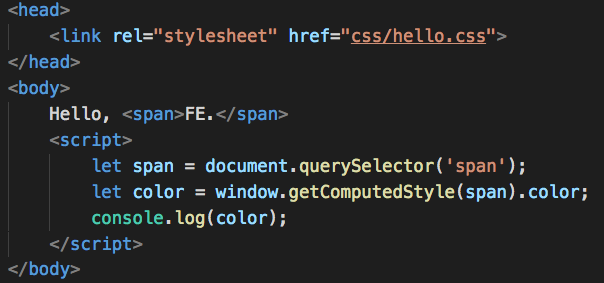 <head>
    <link rel="stylesheet" href="css/hello.css">
</head>
<body>
    Hello, <span>FE.</span>
    <script>
        let span = document.querySelector('span');
        let color = window.getComputedStyle(span).color;
        console.log(color);
    </script>
</body>